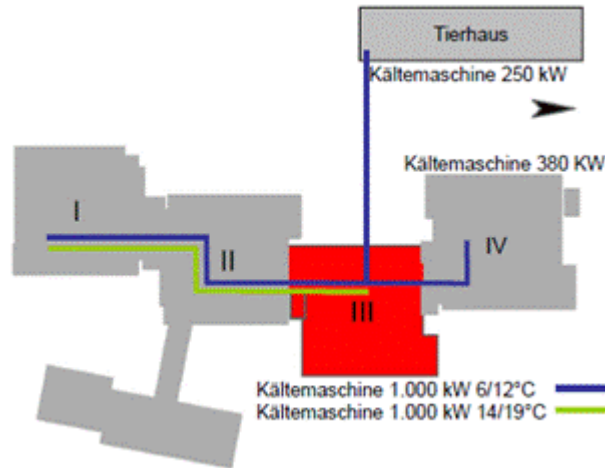 Tierhaus
Kältemaschine 250 kW
Kältemaschine 380 KW
I
II
IV
III
Kältemaschine 1.000 kW 6/12°C
Kältemaschine 1.000 kW 14/19°C